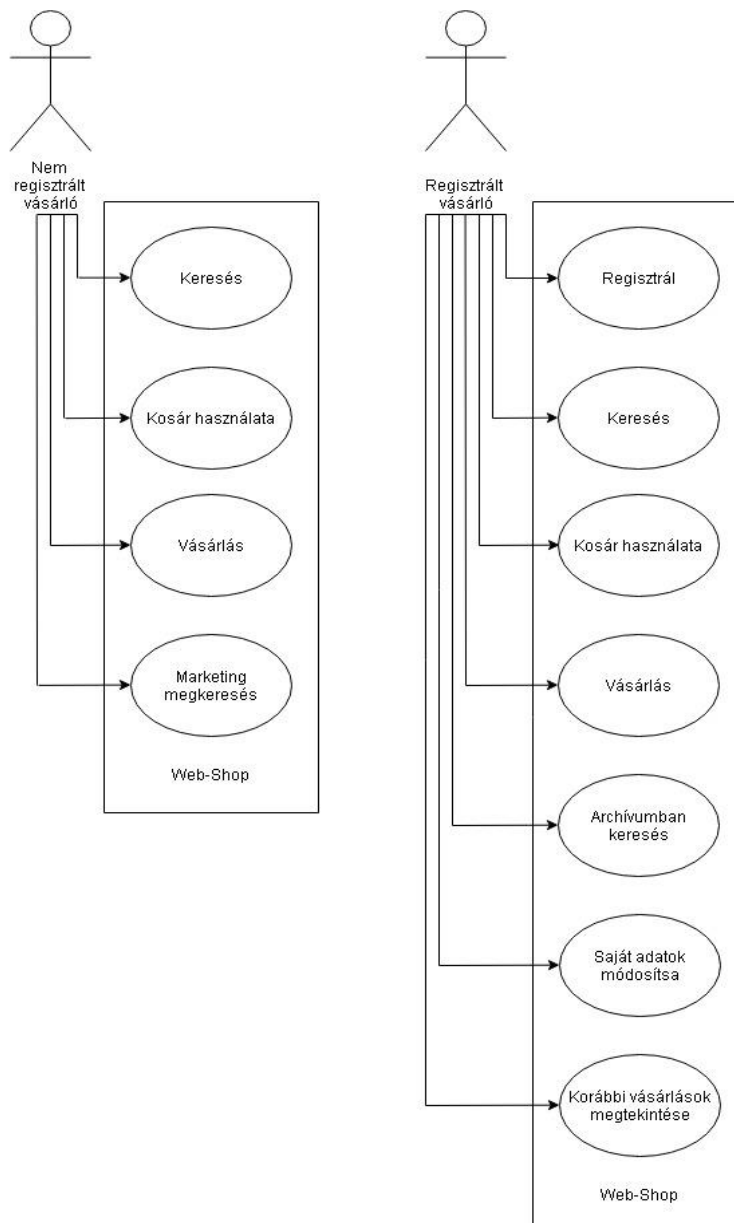 Nem
regisztrált
vásárló
Keresés
Kosár használata
Vásárlás
Marketing
megkeresés
Web-Shop
Regisztrált
vásárló
Regisztrál
Keresés
Kosár használata
Vásárlás
Archívumban
keresés
Saját adatok
módosítsa
Korábbi vásárlások
megtekintése
Web-Shop